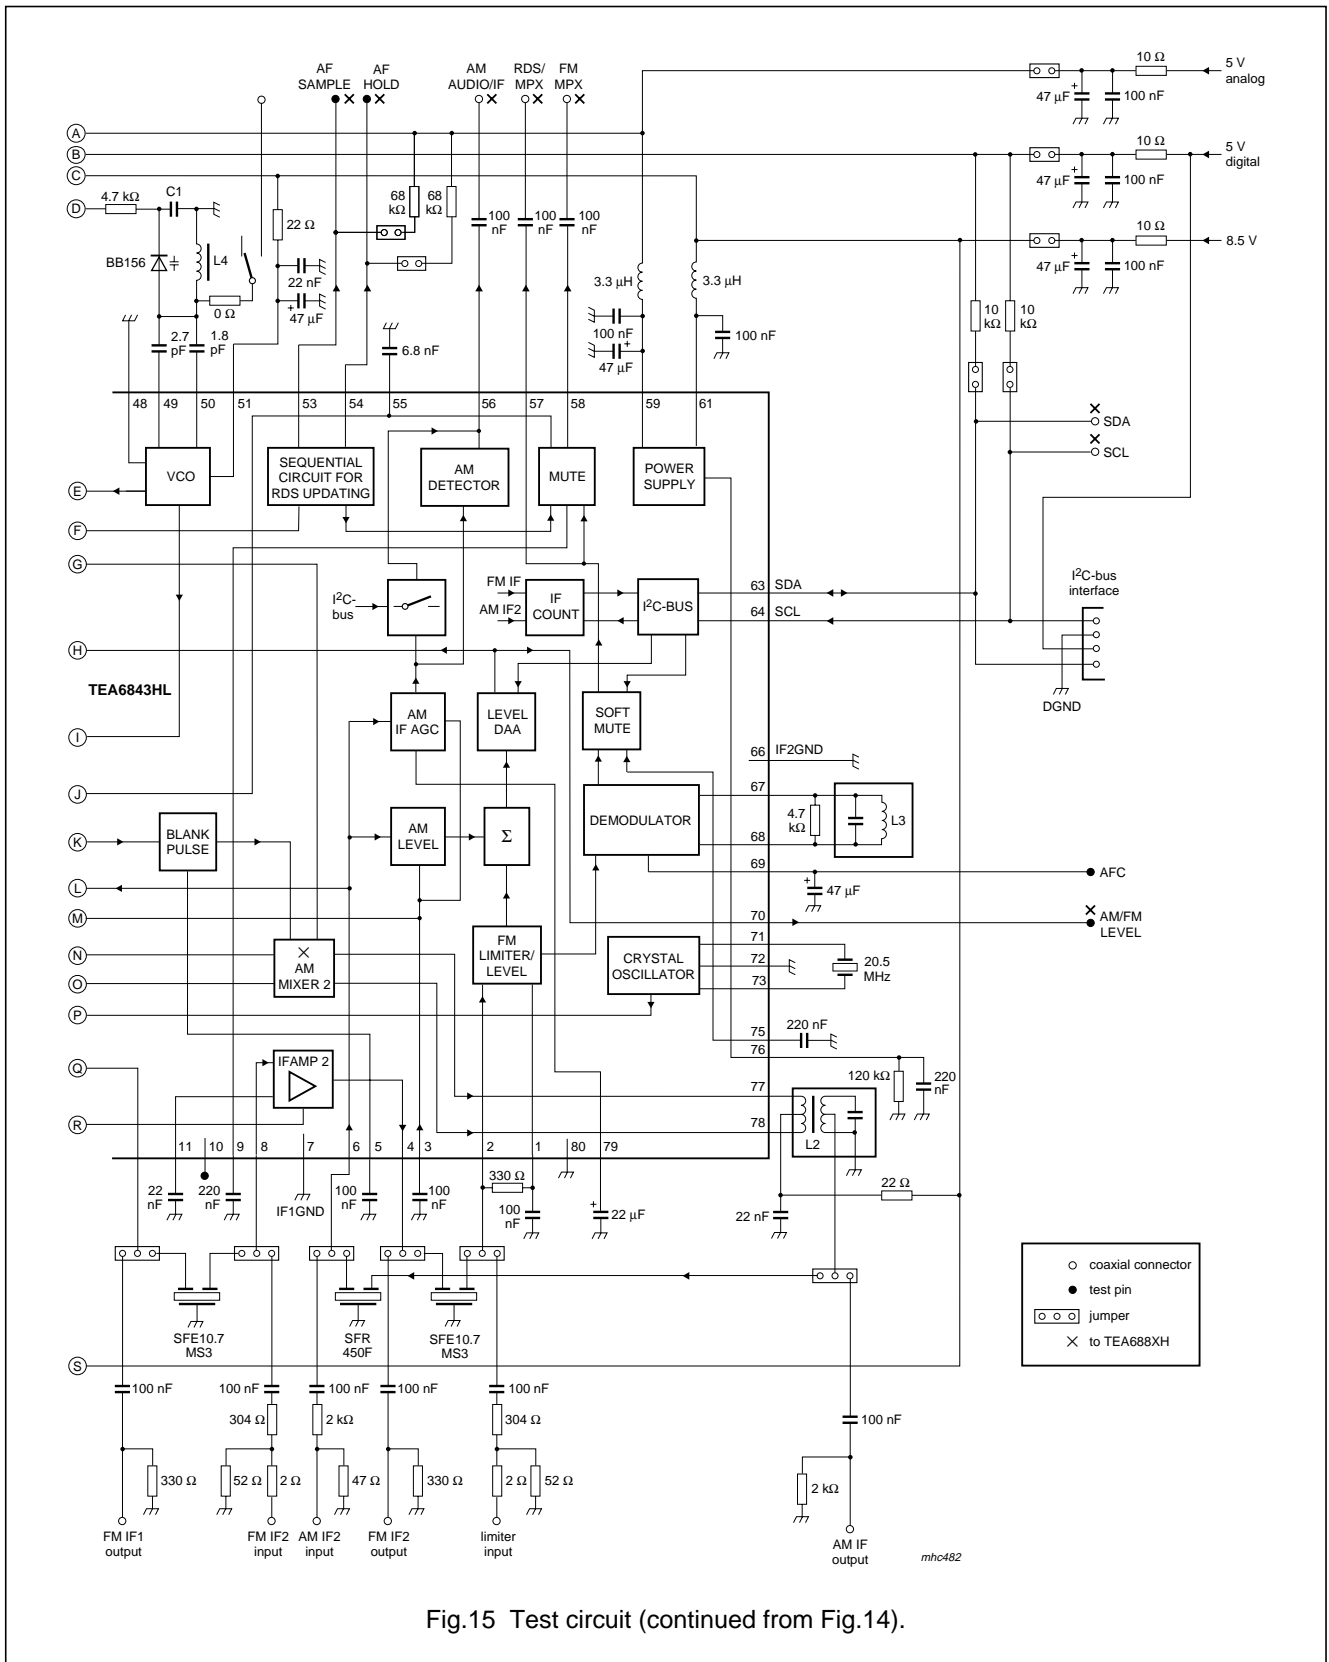 AF SAMPLE
AF HOLD
AM AUDIO/IF
RDS/ MPX
FM MPX
10 Ω
5 V analog
47 μF
+
100 nF
A
B
10 Ω
5 V digital
47 μF
+
100 nF
C
D
4.7 kΩ
C1
68 kΩ
68 kΩ
100 nF
100 nF
100 nF
22 Ω
10 Ω
8.5 V
47 μF
+
100 nF
BB156
L4
22 nF
0 Ω
+
47 μF
3.3 μH
3.3 μH
10 kΩ
10 kΩ
2.7 pF
1.8 pF
6.8 nF
100 nF
+
47 μF
100 nF
48
49
50
51
53
54
55
56
57
58
59
61
SDA
SCL
VCO
SEQUENTIAL CIRCUIT FOR RDS UPDATING
AM DETECTOR
MUTE
POWER SUPPLY
E
F
G
I2C-bus
FM IF
AM IF2
IF COUNT
I2C-BUS
63
SDA
64
SCL
I2C-bus interface
DGND
H
TEA6843HL
AM IF AGC
LEVEL DAA
SOFT MUTE
I
66
IF2GND
J
67
4.7 kΩ
L3
DEMODULATOR
68
K
BLANK PULSE
AM LEVEL
Σ
69
AFC
+
47 μF
L
M
70
AM/FM LEVEL
N
AM MIXER 2
FM LIMITER/ LEVEL
CRYSTAL OSCILLATOR
71
72
73
20.5 MHz
O
P
75
220 nF
76
120 kΩ
220 nF
Q
IFAMP 2
77
78
L2
R
11
10
9
8
7
6
5
4
3
2
1
80
79
22 nF
220 nF
IF1GND
100 nF
100 nF
330 Ω
100 nF
+
22 μF
22 Ω
22 nF
SFE10.7 MS3
SFR 450F
SFE10.7 MS3
coaxial connector
test pin
jumper
to TEA688XH
S
100 nF
100 nF
100 nF
100 nF
100 nF
100 nF
304 Ω
2 kΩ
304 Ω
330 Ω
52 Ω
2 Ω
47 Ω
330 Ω
2 Ω
52 Ω
2 kΩ
FM IF1 output
FM IF2 input
AM IF2 input
FM IF2 output
limiter input
AM IF output
mhc482
Fig.15 Test circuit (continued from Fig.14).